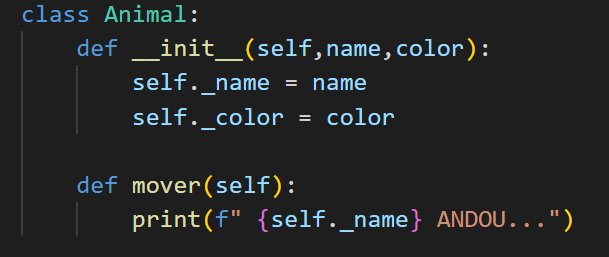 class Animal:
    def __init__(self,name,color):
        self._name = name
        self._color = color
    def mover(self):
        print(f" {self._name} ANDOU...")